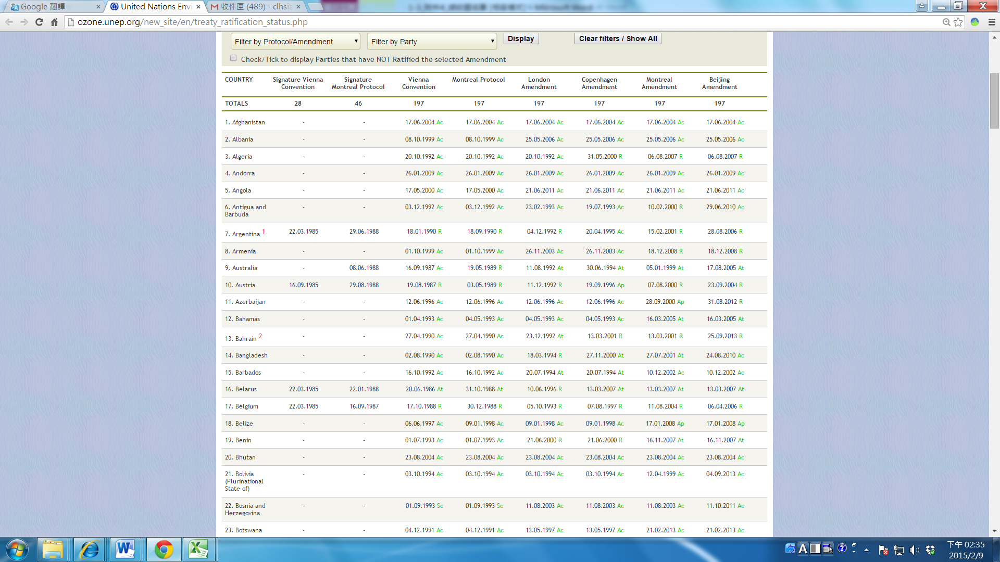 Google 翻譯
United Nations Envi
收件匣 (489) - clhsia
ozone.unep.org/new_site/en/treaty_ratification_status.php
Filter by Protocol/Amendment Filter by Party Display Clear filters / Show All
Check/Tick to display Parties that have NOT Ratified the selected Amendment
COUNTRY Signature Vienna Convention Signature Montreal Protocol Vienna Convention Montreal Protocol London Amendment Copenhagen Amendment Montreal Amendment Beijing Amendment
TOTALS 28 46 197 197 197 197 197 197
1. Afghanistan - - 17.06.2004 Ac 17.06.2004 Ac 17.06.2004 Ac 17.06.2004 Ac 17.06.2004 Ac 17.06.2004 Ac
2. Albania - - 08.10.1999 Ac 08.10.1999 Ac 25.05.2006 Ac 25.05.2006 Ac 25.05.2006 Ac 25.05.2006 Ac
3. Algeria - - 20.10.1992 Ac 20.10.1992 Ac 20.10.1992 Ac 31.05.2000 R 06.08.2007 R 06.08.2007 R
4. Andorra - - 26.01.2009 Ac 26.01.2009 Ac 26.01.2009 Ac 26.01.2009 Ac 26.01.2009 Ac 26.01.2009 Ac
5. Angola - - 17.05.2000 Ac 17.05.2000 Ac 21.06.2011 Ac 21.06.2011 Ac 21.06.2011 Ac 21.06.2011 Ac
6. Antigua and Barbuda - - 03.12.1992 Ac 03.12.1992 Ac 23.02.1993 Ac 19.07.1993 Ac 10.02.2000 R 29.06.2010 Ac
7. Argentina 1 22.03.1985 29.06.1988 18.01.1990 R 18.09.1990 R 04.12.1992 R 20.04.1995 Ac 15.02.2001 R 28.08.2006 R
8. Armenia - - 01.10.1999 Ac 01.10.1999 Ac 26.11.2003 Ac 26.11.2003 Ac 18.12.2008 R 18.12.2008 R
9. Australia - 08.06.1988 16.09.1987 Ac 19.05.1989 R 11.08.1992 At 30.06.1994 At 05.01.1999 At 17.08.2005 At
10. Austria 16.09.1985 29.08.1988 19.08.1987 R 03.05.1989 R 11.12.1992 R 19.09.1996 Ap 07.08.2000 R 23.09.2004 R
11. Azerbaijan - - 12.06.1996 Ac 12.06.1996 Ac 12.06.1996 Ac 12.06.1996 Ac 28.09.2000 Ap 31.08.2012 R
12. Bahamas - - 01.04.1993 Ac 04.05.1993 Ac 04.05.1993 Ac 04.05.1993 Ac 16.03.2005 At 16.03.2005 At
13. Bahrain 2 - - 27.04.1990 Ac 27.04.1990 Ac 23.12.1992 At 13.03.2001 R 13.03.2001 R 25.09.2013 R
14. Bangladesh - - 02.08.1990 Ac 02.08.1990 Ac 18.03.1994 R 27.11.2000 At 27.07.2001 At 24.08.2010 Ac
15. Barbados - - 16.10.1992 Ac 16.10.1992 Ac 20.07.1994 At 20.07.1994 At 10.12.2002 Ac 10.12.2002 Ac
16. Belarus 22.03.1985 22.01.1988 20.06.1986 At 31.10.1988 At 10.06.1996 R 13.03.2007 At 13.03.2007 At 13.03.2007 At
17. Belgium 22.03.1985 16.09.1987 17.10.1988 R 30.12.1988 R 05.10.1993 R 07.08.1997 R 11.08.2004 R 06.04.2006 R
18. Belize - - 06.06.1997 Ac 09.01.1998 Ac 09.01.1998 Ac 09.01.1998 Ac 17.01.2008 Ap 17.01.2008 Ap
19. Benin - - 01.07.1993 Ac 01.07.1993 Ac 21.06.2000 R 21.06.2000 R 16.11.2007 At 16.11.2007 At
20. Bhutan - - 23.08.2004 Ac 23.08.2004 Ac 23.08.2004 Ac 23.08.2004 Ac 23.08.2004 Ac 23.08.2004 Ac
21. Bolivia (Plurinational State of) - - 03.10.1994 Ac 03.10.1994 Ac 03.10.1994 Ac 03.10.1994 Ac 12.04.1999 Ac 04.09.2013 Ac
22. Bosnia and Herzegovina - - 01.09.1993 Sc 01.09.1993 Sc 11.08.2003 Ac 11.08.2003 Ac 11.08.2003 Ac 11.10.2011 Ac
23. Botswana - - 04.12.1991 Ac 04.12.1991 Ac 13.05.1997 Ac 13.05.1997 Ac 21.02.2013 Ac 21.02.2013 Ac
A
下午 02:35
2015/2/9